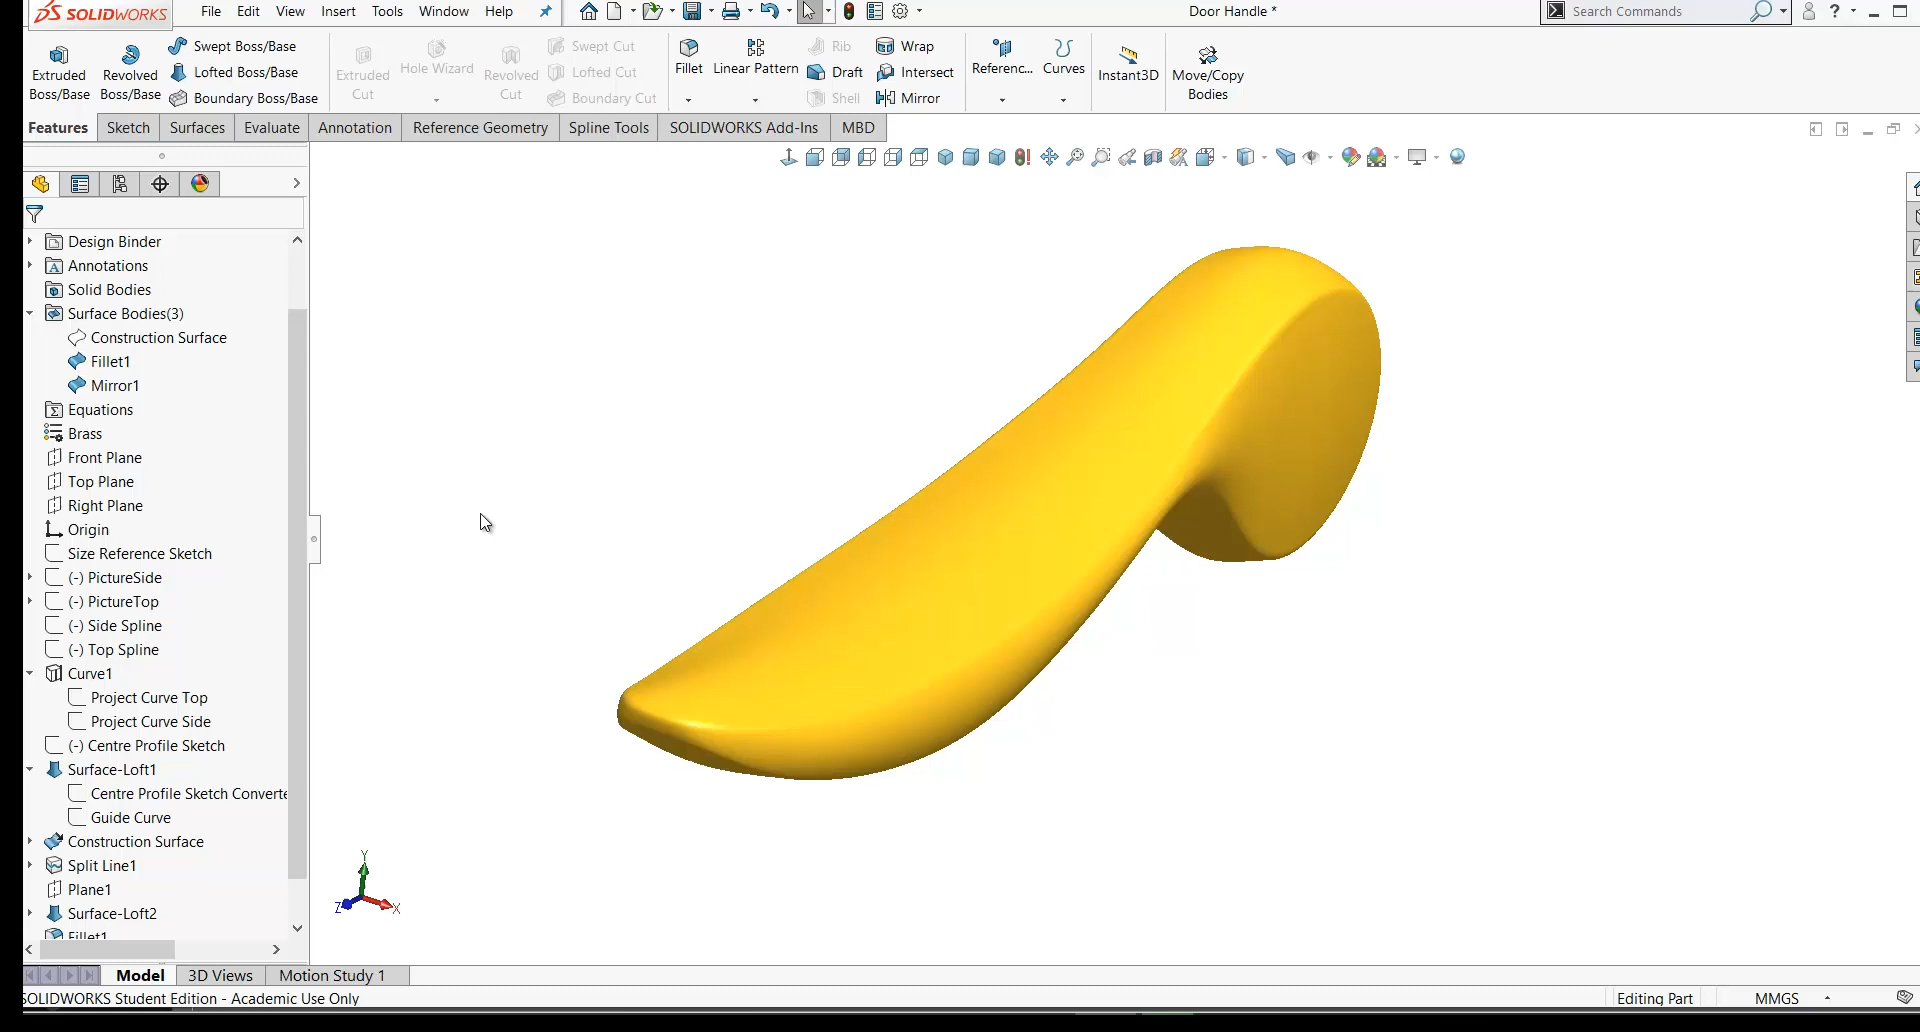 DS SOLIDWORKS File Edit View Insert Tools Window Help Door Handle * Search Commands ?
Extruded Boss/Base
Revolved Boss/Base
Swept Boss/Base
Lofted Boss/Base
Boundary Boss/Base
Extruded Cut
Hole Wizard
Revolved Cut
Swept Cut
Lofted Cut
Boundary Cut
Fillet
Linear Pattern
Rib
Draft
Shell
Wrap
Intersect
Mirror
Referenc...
Curves
Instant3D
Move/Copy Bodies
Features Sketch Surfaces Evaluate Annotation Reference Geometry Spline Tools SOLIDWORKS Add-Ins MBD
Design Binder
Annotations
Solid Bodies
Surface Bodies(3)
Construction Surface
Fillet1
Mirror1
Equations
Brass
Front Plane
Top Plane
Right Plane
Origin
Size Reference Sketch
(-) PictureSide
(-) PictureTop
(-) Side Spline
(-) Top Spline
Curve1
Project Curve Top
Project Curve Side
(-) Centre Profile Sketch
Surface-Loft1
Centre Profile Sketch Converte
Guide Curve
Construction Surface
Split Line1
Plane1
Surface-Loft2
Fillet1
Y
Z X
Model 3D Views Motion Study 1
SOLIDWORKS Student Edition - Academic Use Only Editing Part MMGS